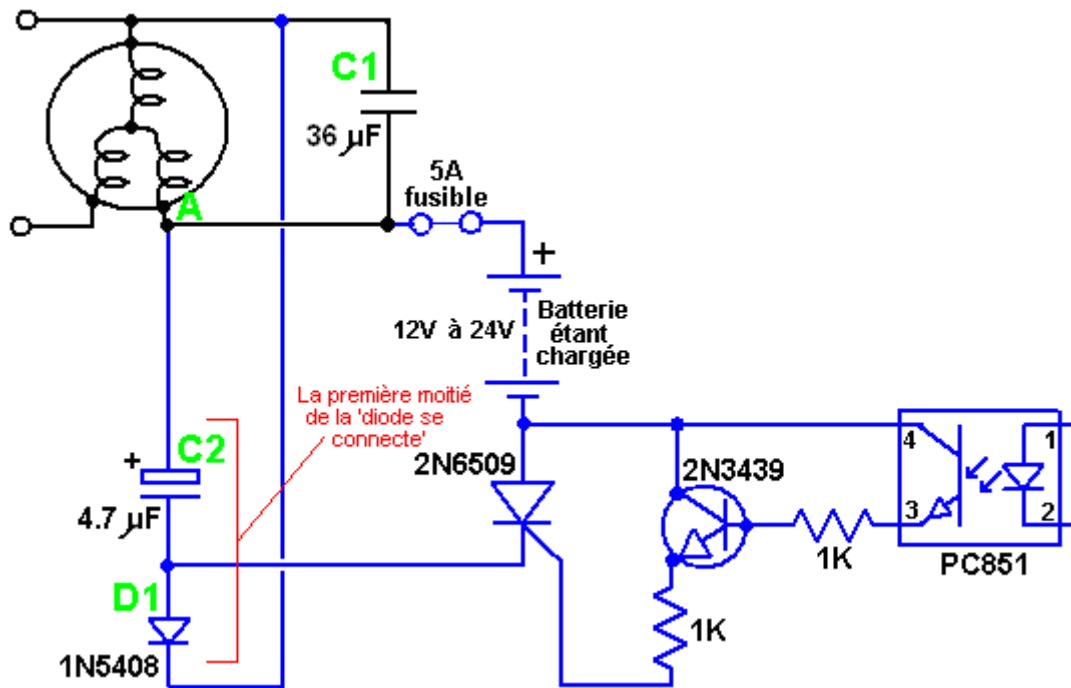 C1
36 µF
A
5A
fusible
+
12V à 24V
Batterie
étant
chargée
La première moitié
de la 'diode se
connecte'
C2
+
4.7 µF
2N6509
2N3439
4
1
3
2
1K
PC851
D1
1N5408
1K